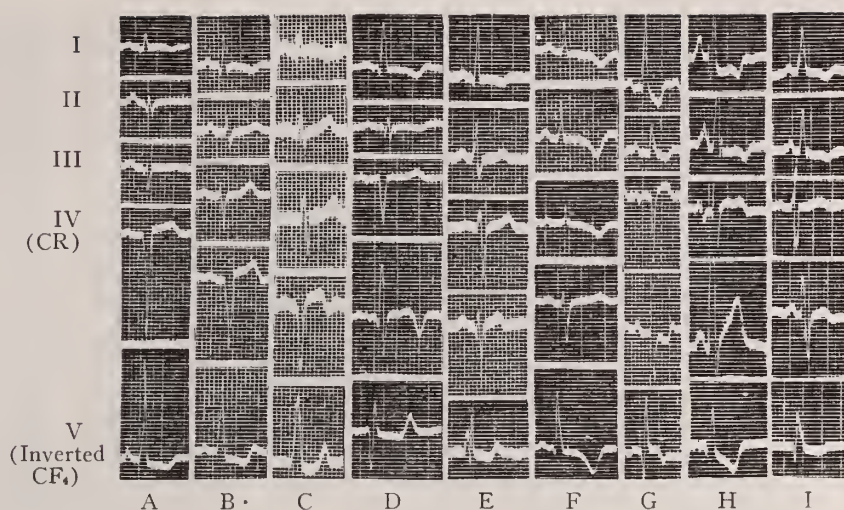 I
II
III
IV
(CR)
V
(Inverted
CF₄)
A B · C D E F G H I